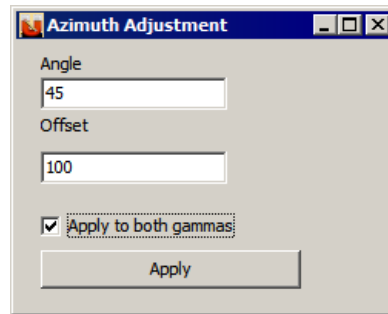 Azimuth Adjustment
Angle
45
Offset
100
Apply to both gammas
Apply